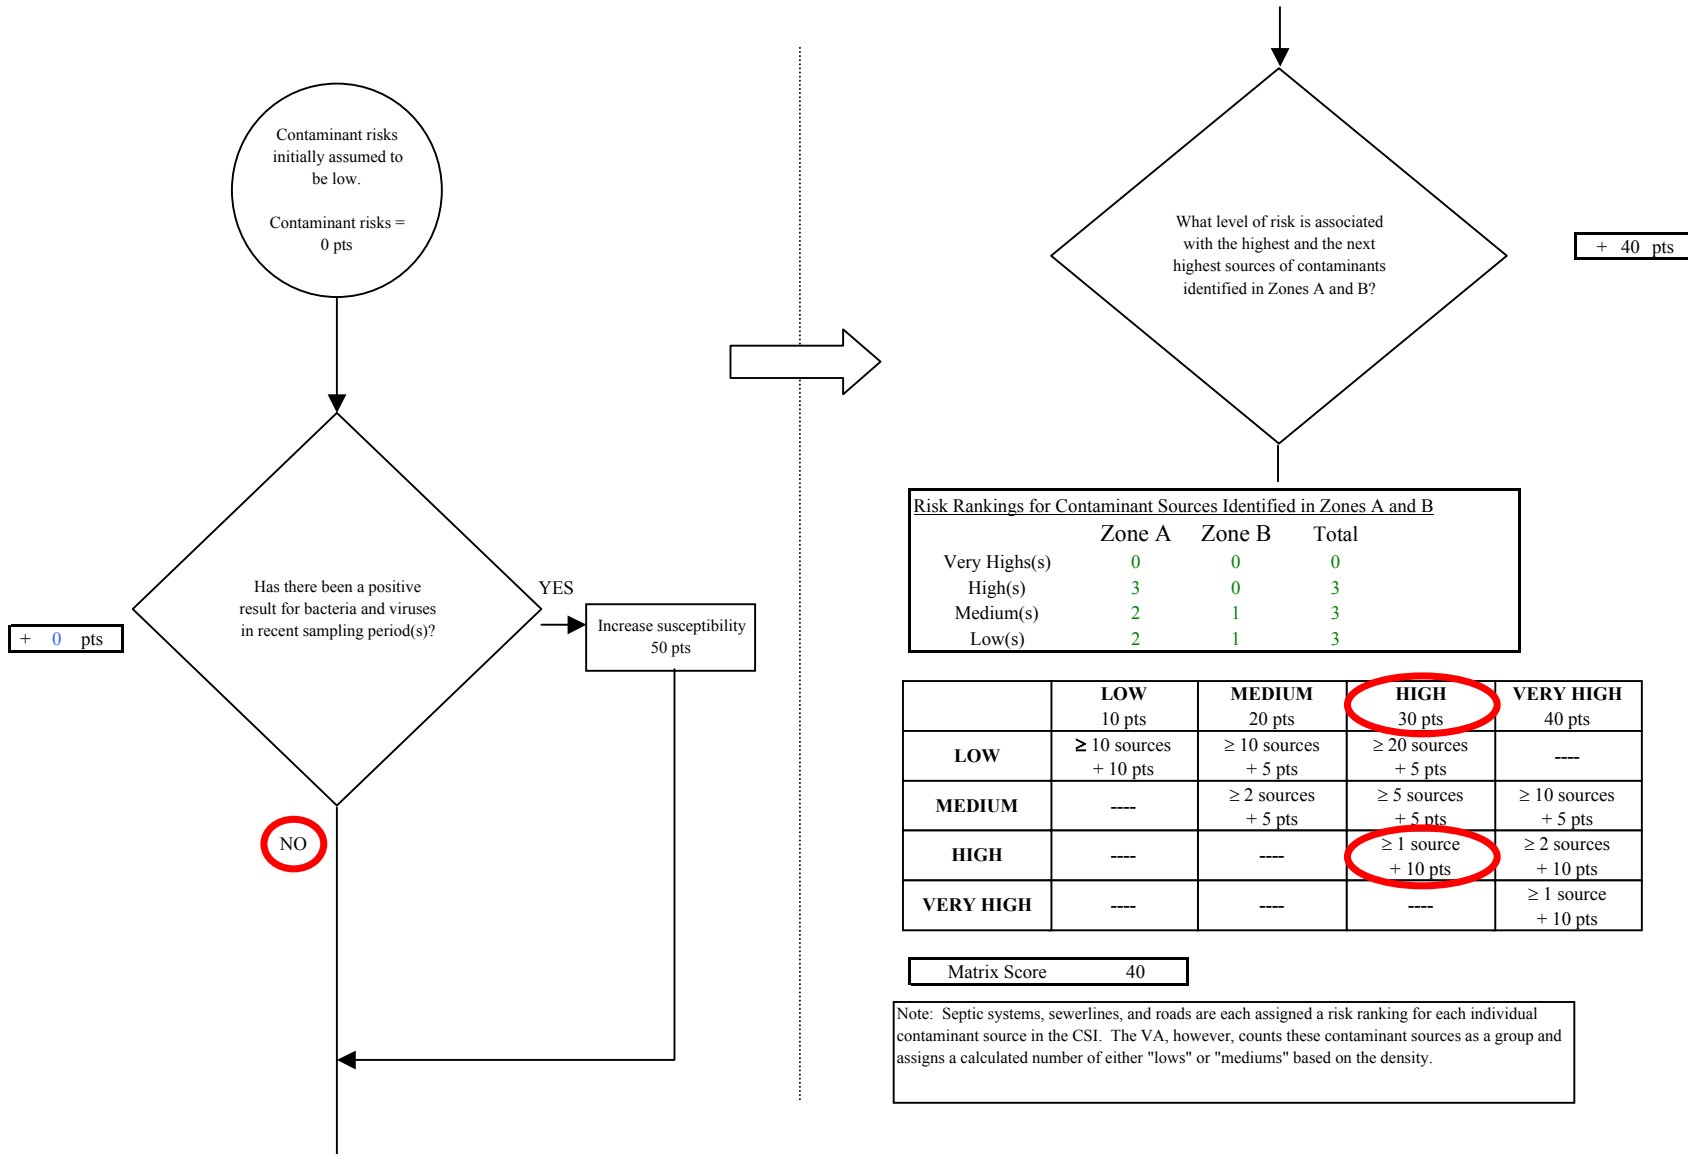 Contaminant risks
initially assumed to
be low.
Contaminant risks =
0 pts
Has there been a positive
result for bacteria and viruses
in recent sampling period(s)?
+ 0 pts
YES
Increase susceptibility
50 pts
NO
What level of risk is associated
with the highest and the next
highest sources of contaminants
identified in Zones A and B?
+ 40 pts
Risk Rankings for Contaminant Sources Identified in Zones A and B
Zone A Zone B Total
Very Highs(s) 0 0 0
High(s) 3 0 3
Medium(s) 2 1 3
Low(s) 2 1 3
LOW MEDIUM HIGH VERY HIGH
10 pts 20 pts 30 pts 40 pts
LOW ≥ 10 sources + 10 pts ≥ 10 sources + 5 pts ≥ 20 sources + 5 pts ----
MEDIUM ---- ≥ 2 sources + 5 pts ≥ 5 sources + 5 pts ≥ 10 sources + 5 pts
HIGH ---- ---- ≥ 1 source + 10 pts ≥ 2 sources + 10 pts
VERY HIGH ---- ---- ---- ≥ 1 source + 10 pts
Matrix Score 40
Note: Septic systems, sewerlines, and roads are each assigned a risk ranking for each individual
contaminant source in the CSI. The VA, however, counts these contaminant sources as a group and
assigns a calculated number of either "lows" or "mediums" based on the density.